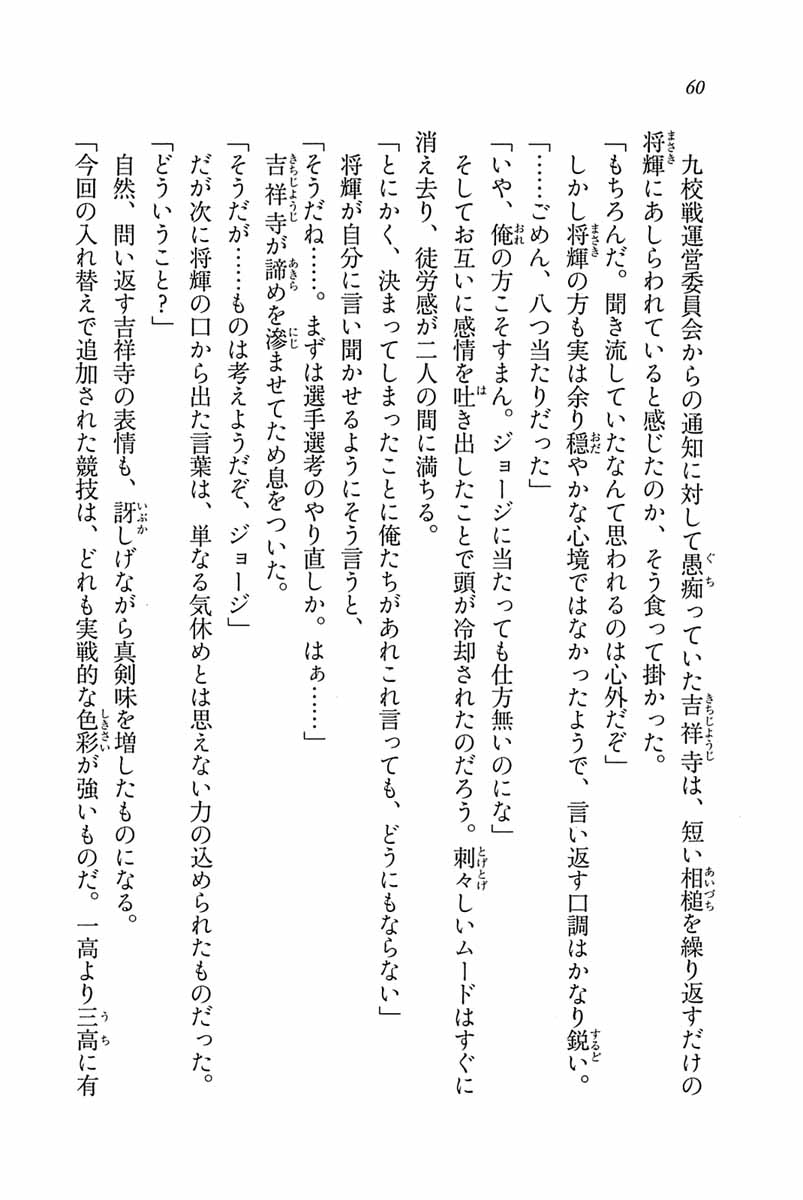 60
九校戦運営委員会からの通知に対して愚痴っていた吉祥寺は、短い相槌を繰り返すだけの
将輝にあしらわれていると感じたのか、そう食って掛かった。
「もちろんだ。聞き流していたなんて思われるのは心外だぞ」
しかし将輝の方も実は余り穏やかな心境ではなかったようで、言い返す口調はかなり鋭い。
「……ごめん、八つ当たりだった」
「いや、俺の方こそすまん。ジョージに当たっても仕方無いのにな」
そしてお互いに感情を吐き出したことで頭が冷却されたのだろう。刺々しいムードはすぐに
消え去り、徒労感が二人の間に満ちる。
「とにかく、決まってしまったことに俺たちがあれこれ言っても、どうにもならない」
将輝が自分に言い聞かせるようにそう言うと、
「そうだね……。まずは選手選考のやり直しか。はぁ……」
吉祥寺が諦めを滲ませてため息をついた。
「そうだが……ものは考えようだぞ、ジョージ」
だが次に将輝の口から出た言葉は、単なる気休めとは思えない力の込められたものだった。
「どういうこと?」
自然、問い返す吉祥寺の表情も、訝しげながら真剣味を増したものになる。
「今回の入れ替えで追加された競技は、どれも実戦的な色彩が強いものだ。一高より三高に有